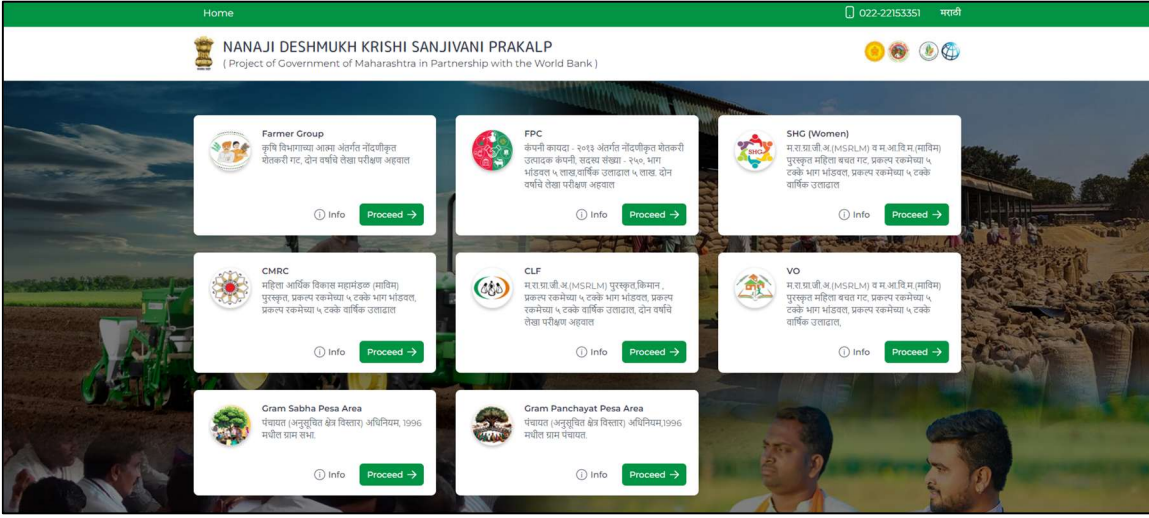 Home
022-22153351 मराठी
NANAJI DESHMUKH KRISHI SANJIVANI PRAKALP
( Project of Government of Maharashtra in Partnership with the World Bank )
Farmer Group
कृषि विभागाच्या आत्मा अंतर्गत नोंदणीकृत
शेतकरी गट, दोन वर्षाचे लेखा परीक्षण अहवाल
Info Proceed →
FPC
कंपनी कायदा - २०१३ अंतर्गत नोंदणीकृत शेतकरी
उत्पादक कंपनी, सदस्य संख्या - २५०, भाग
भांडवल ५ लाख,वार्षिक उलाढाल ५ लाख. दोन
वर्षाचे लेखा परीक्षण अहवाल
Info Proceed →
SHG (Women)
म.रा.ग्रा.जी.अ.(MSRLM) व म.आ.वि.म.(माविम)
पुरस्कृत महिला बचत गट, प्रकल्प रकमेच्या ५
टक्के भाग भांडवल, प्रकल्प रकमेच्या ५ टक्के
वार्षिक उलाढाल
Info Proceed →
CMRC
महिला आर्थिक विकास महामंडळ (माविम)
पुरस्कृत, प्रकल्प रकमेच्या ५ टक्के भाग भांडवल,
प्रकल्प रकमेच्या ५ टक्के वार्षिक उलाढाल
Info Proceed →
CLF
म.रा.ग्रा.जी.अ.(MSRLM) पुरस्कृत,किमान ,
प्रकल्प रकमेच्या ५ टक्के भाग भांडवल, प्रकल्प
रकमेच्या ५ टक्के वार्षिक उलाढाल, दोन वर्षाचे
लेखा परीक्षण अहवाल
Info Proceed →
VO
म.रा.ग्रा.जी.अ.(MSRLM) व म.आ.वि.म.(माविम)
पुरस्कृत महिला बचत गट, प्रकल्प रकमेच्या ५
टक्के भाग भांडवल, प्रकल्प रकमेच्या ५ टक्के
वार्षिक उलाढाल,
Info Proceed →
Gram Sabha Pesa Area
पंचायत (अनुसूचित क्षेत्र विस्तार) अधिनियम, 1996
मधील ग्राम सभा.
Info Proceed →
Gram Panchayat Pesa Area
पंचायत (अनुसूचित क्षेत्र विस्तार) अधिनियम,1996
मधील ग्राम पंचायत.
Info Proceed →